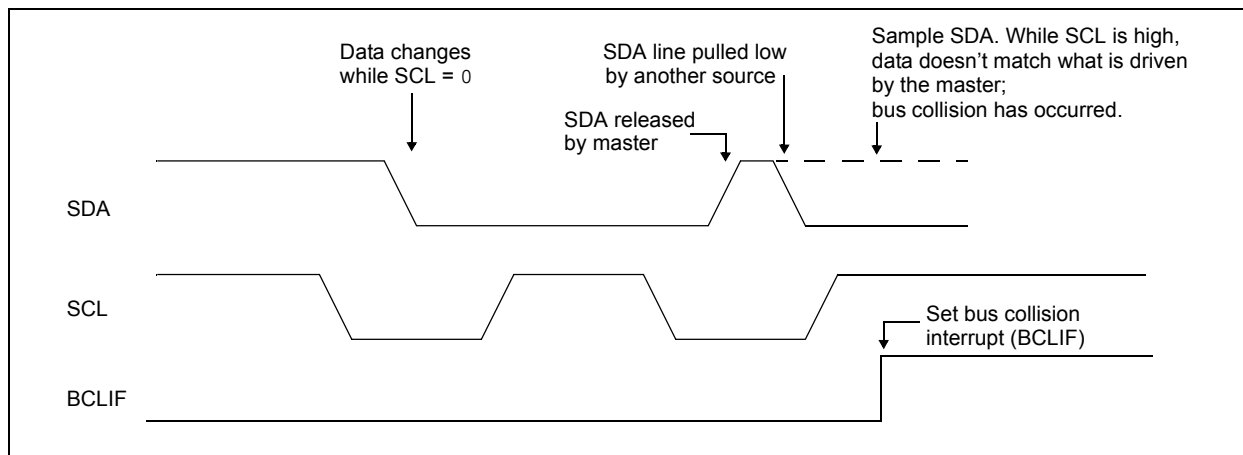 Data changes
while SCL = 0
SDA line pulled low
by another source
Sample SDA. While SCL is high,
data doesn't match what is driven
by the master;
bus collision has occurred.
SDA released
by master
SDA
SCL
Set bus collision
interrupt (BCLIF)
BCLIF